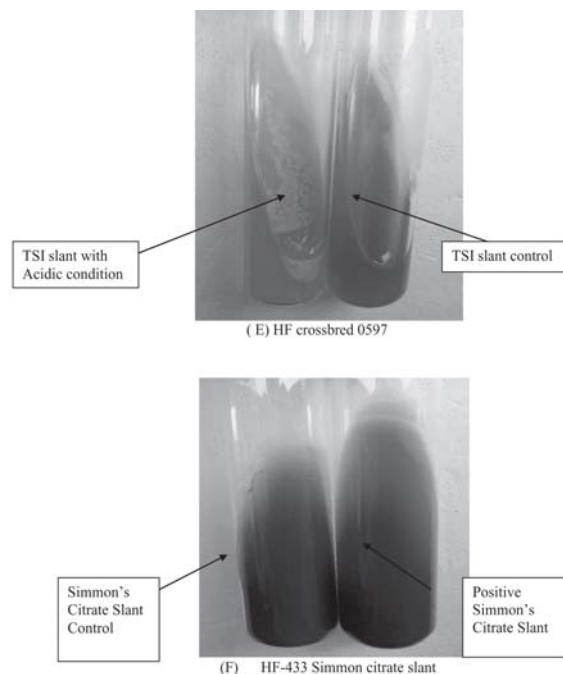 TSI slant with
Acidic condition
TSI slant control
( E) HF crossbred 0597
Simmon's
Citrate Slant
Control
Positive
Simmon's
Citrate Slant
(F) HF-433 Simmon citrate slant